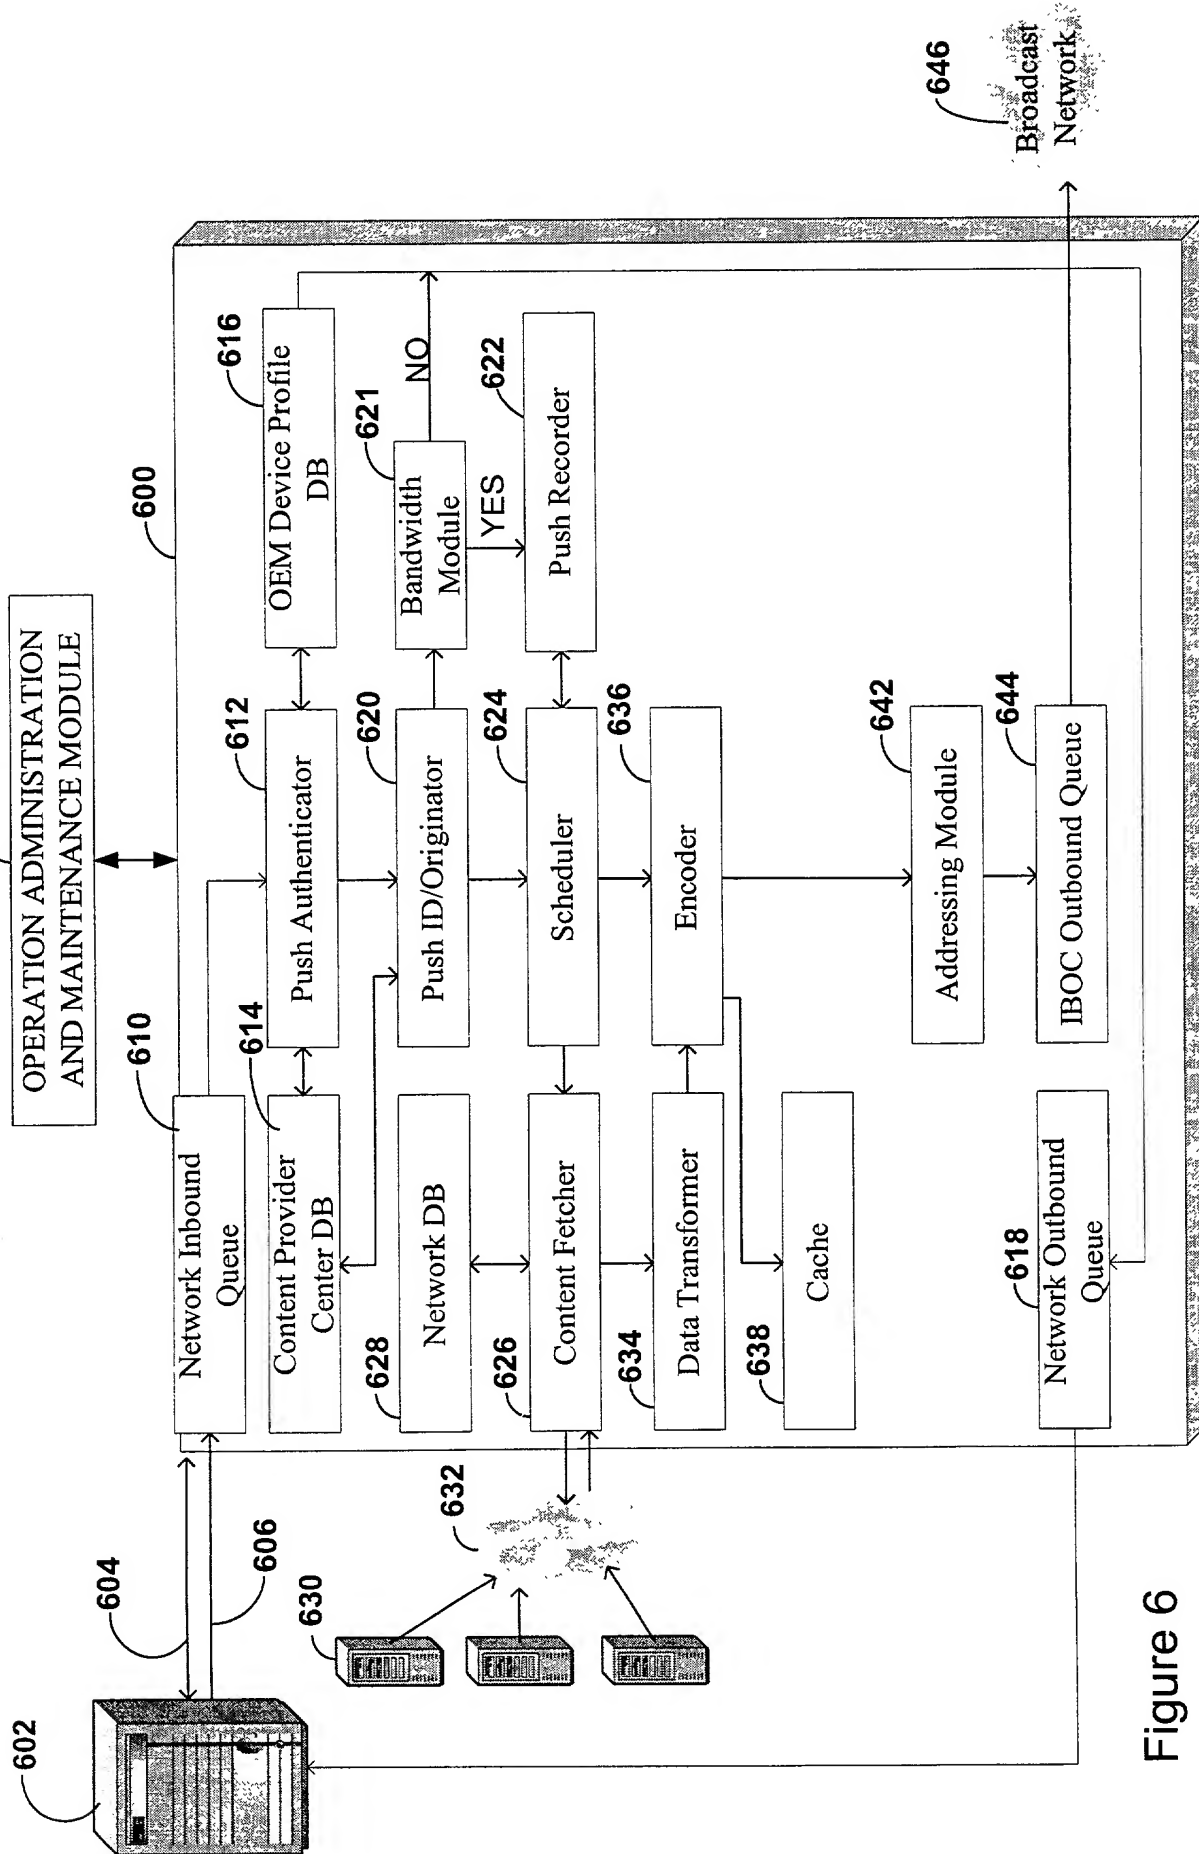 OPERATION ADMINISTRATION
AND MAINTENANCE MODULE
600
602
604
606
610
Network Inbound
Queue
612
Push Authenticator
614
Content Provider
Center DB
616
OEM Device Profile
DB
620
Push ID/Originator
621
Bandwidth
Module
NO
YES
622
Push Recorder
628
Network DB
624
Scheduler
626
Content Fetcher
630
632
634
Data Transformer
636
Encoder
638
Cache
642
Addressing Module
644
IBOC Outbound Queue
618
Network Outbound
Queue
646
Broadcast
Network
Figure 6